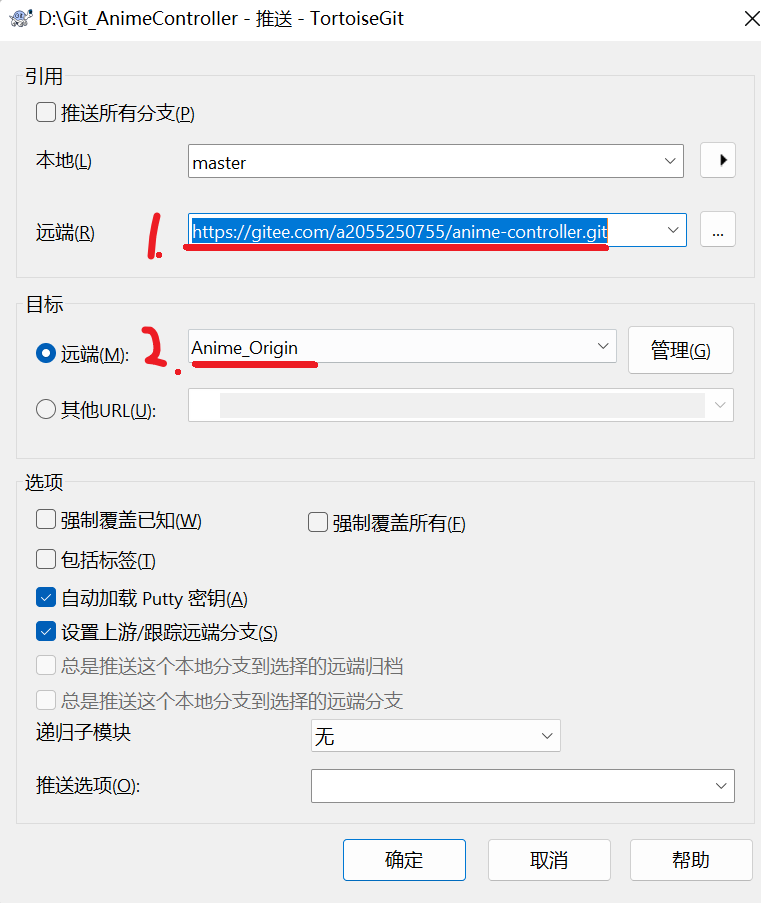 D:\Git_AnimeController - 推送 - TortoiseGit
引用
推送所有分支(P)
本地(L) master
1. 远端(R) https://gitee.com/a2055250755/anime-controller.git ...
目标
远端(M): 2. Anime_Origin 管理(G)
其他URL(U):
选项
强制覆盖已知(W) 强制覆盖所有(F)
包括标签(T)
自动加载 Putty 密钥(A)
设置上游/跟踪远端分支(S)
总是推送这个本地分支到选择的远端归档
总是推送这个本地分支到选择的远端分支
递归子模块 无
推送选项(O):
确定 取消 帮助